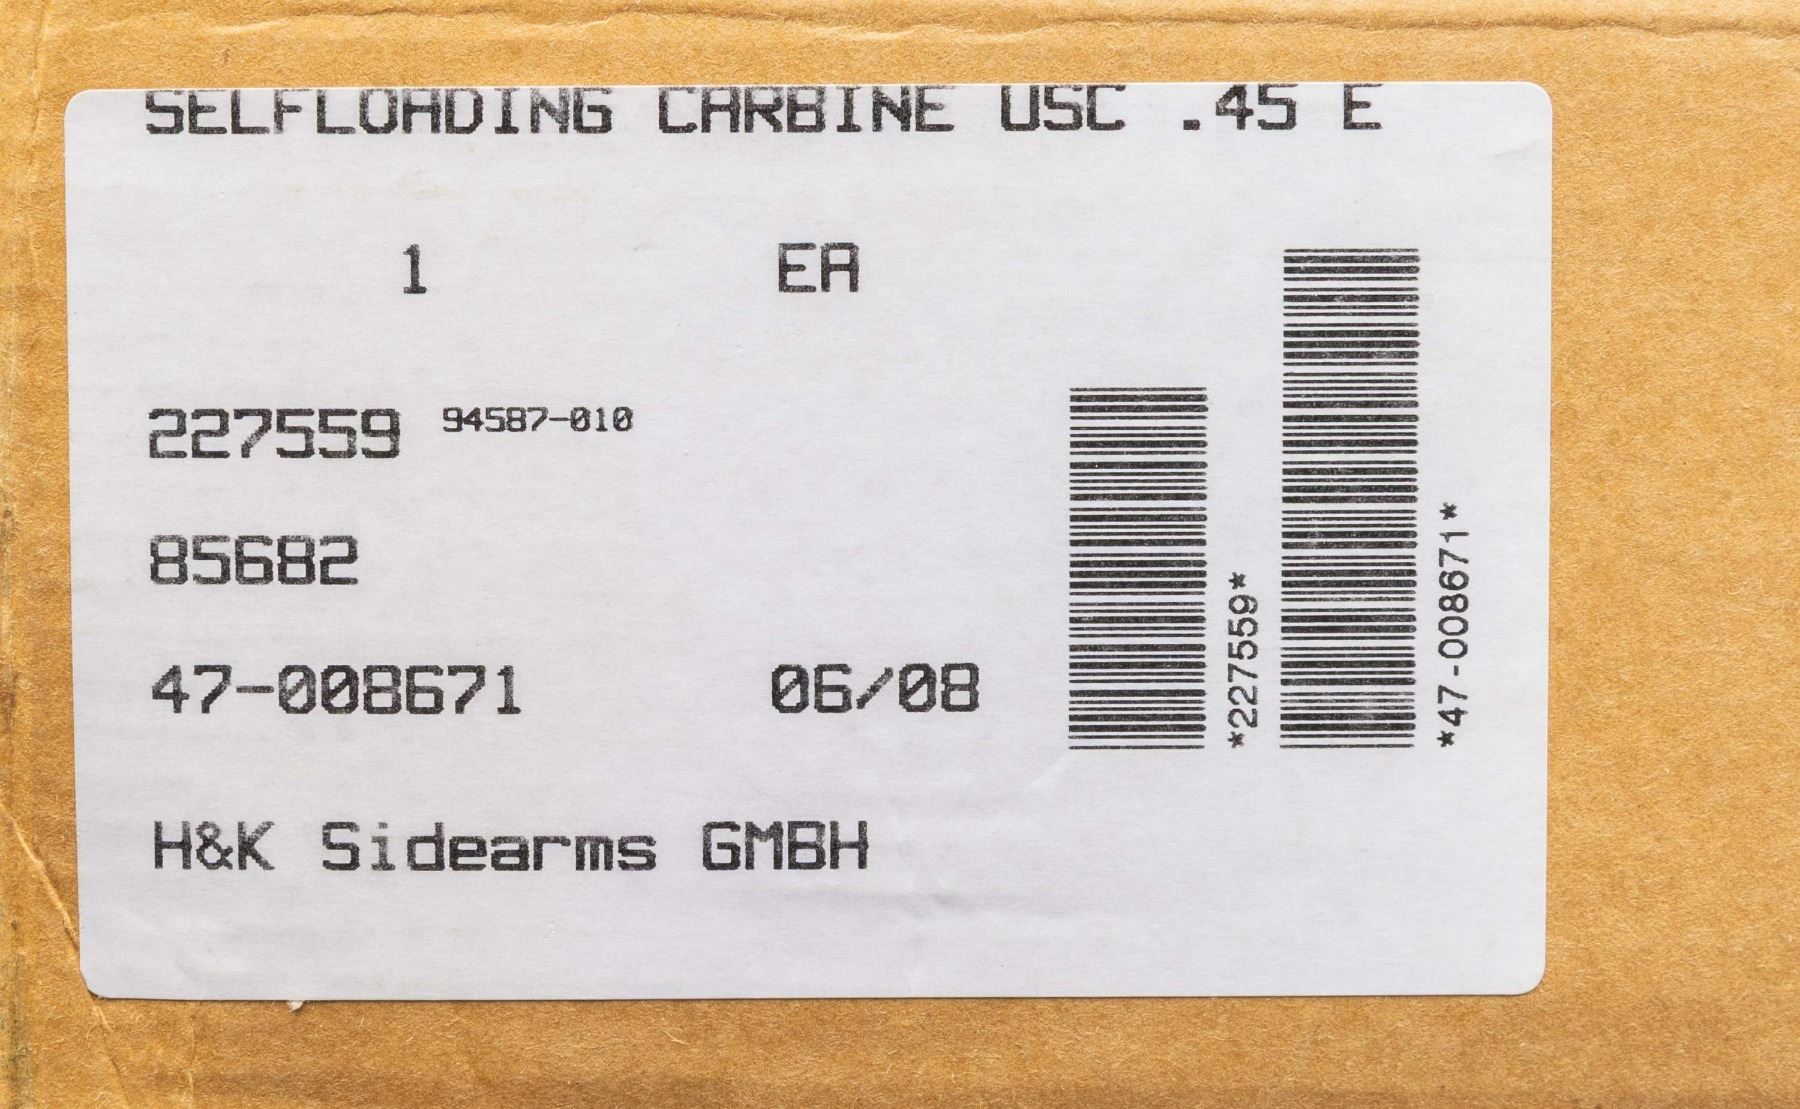 SELFLOADING CARBINE USC .45 E
1 EA
227559 94587-010
85682
47-008671 06/08
H&K Sidearms GMBH
*227559*
*47-008671*